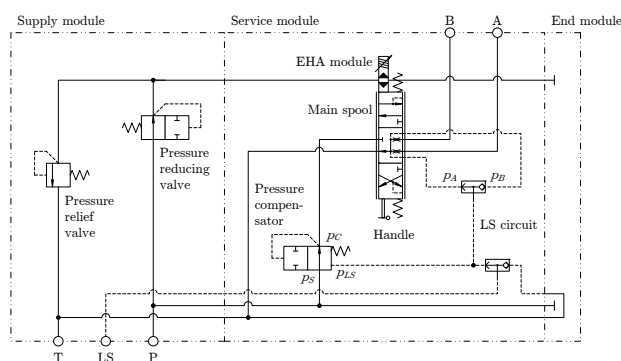 Supply module
Service module
B
A
End module
EHA module
Main spool
Pressure
reducing
valve
Pressure
relief
valve
Pressure
compen-
sator
p_A
p_B
LS circuit
Handle
p_C
p_S
p_LS
T
LS
P